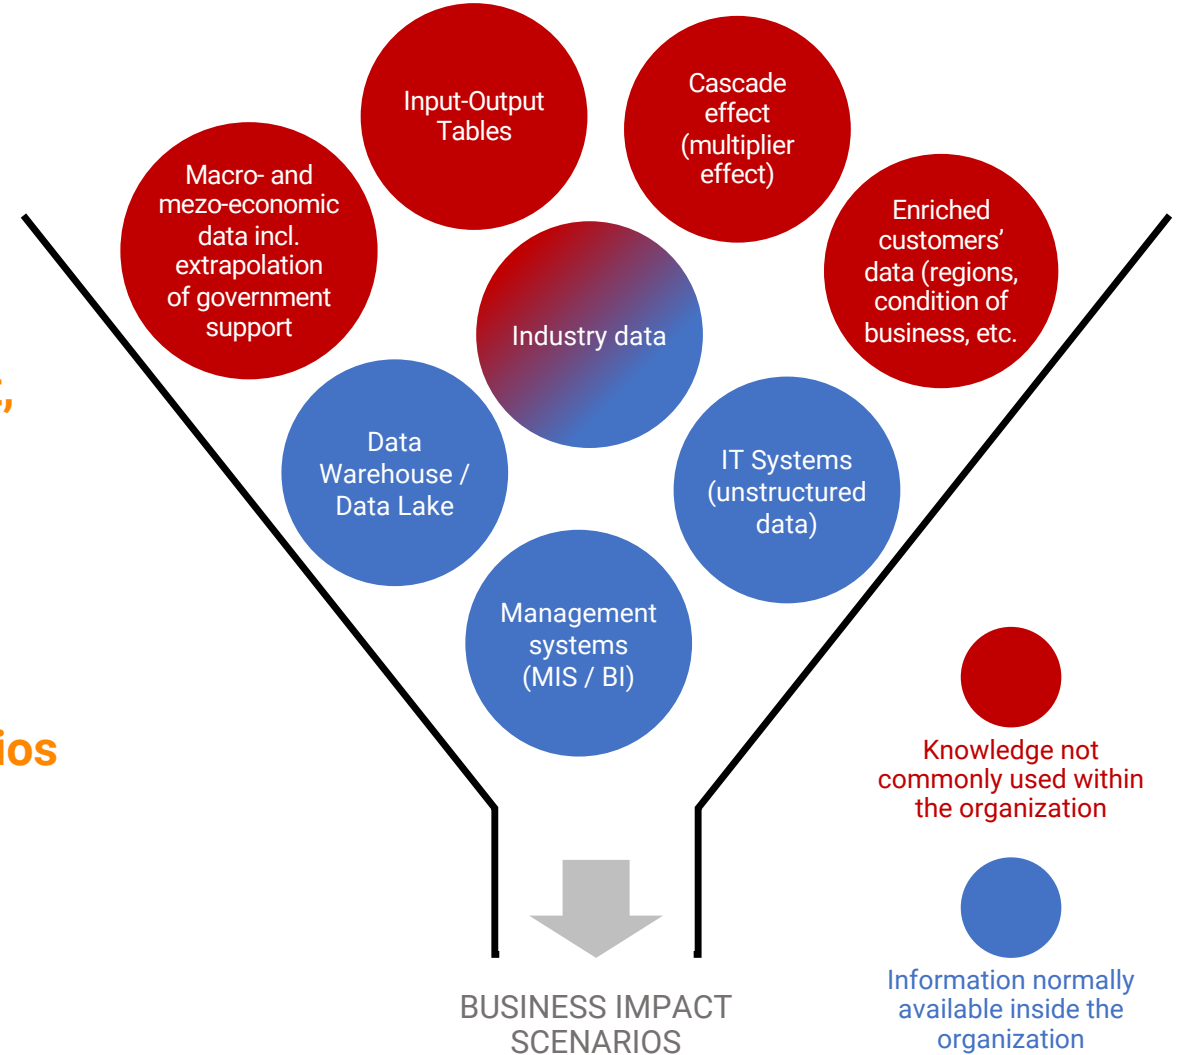 Input-Output
Tables
Cascade
effect
(multiplier
effect)
Macro- and
mezo-economic
data incl.
extrapolation
of government
support
Enriched
customers’
data (regions,
condition of
business, etc.
Industry data
Data
Warehouse /
Data Lake
IT Systems
(unstructured
data)
Management
systems
(MIS / BI)
Knowledge not
commonly used within
the organization
Information normally
available inside the
organization
BUSINESS IMPACT
SCENARIOS